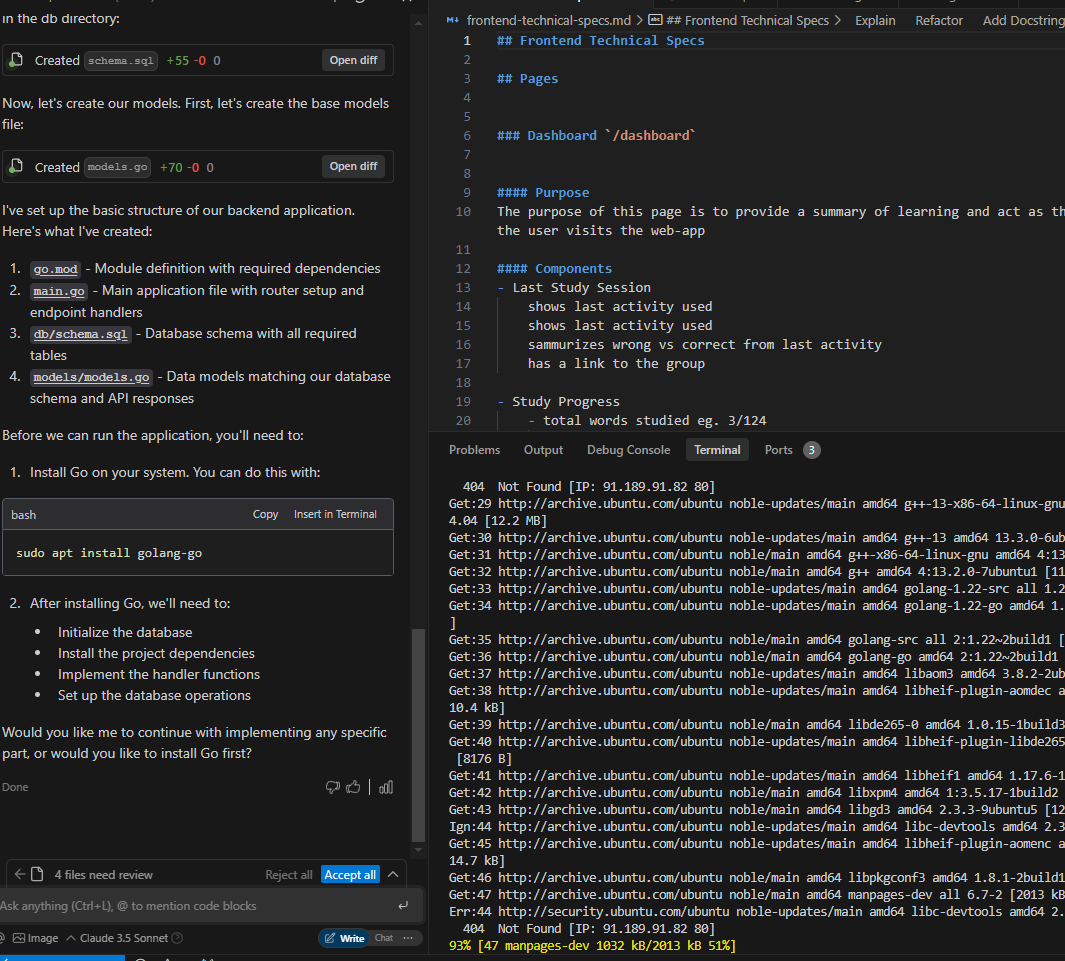 in the db directory:
Created schema.sql +55 -0 0 Open diff
Now, let's create our models. First, let's create the base models
file:
Created models.go +70 -0 0 Open diff
I've set up the basic structure of our backend application.
Here's what I've created:
1. go.mod - Module definition with required dependencies
2. main.go - Main application file with router setup and
endpoint handlers
3. db/schema.sql - Database schema with all required
tables
4. models/models.go - Data models matching our database
schema and API responses
Before we can run the application, you'll need to:
1. Install Go on your system. You can do this with:
bash Copy Insert in Terminal
sudo apt install golang-go
2. After installing Go, we'll need to:
• Initialize the database
• Install the project dependencies
• Implement the handler functions
• Set up the database operations
Would you like me to continue with implementing any specific
part, or would you like to install Go first?
Done
4 files need review Reject all Accept all
Ask anything (Ctrl+L), @ to mention code blocks
Image Claude 3.5 Sonnet Write Chat ...
frontend-technical-specs.md > ## Frontend Technical Specs > Explain Refactor Add Docstring
1 ## Frontend Technical Specs
2
3 ## Pages
4
5
6 ### Dashboard `/dashboard`
7
8
9 #### Purpose
10 The purpose of this page is to provide a summary of learning and act as th
the user visits the web-app
11
12 #### Components
13 - Last Study Session
14 shows last activity used
15 shows last activity used
16 sammurizes wrong vs correct from last activity
17 has a link to the group
18
19 - Study Progress
20 - total words studied eg. 3/124
Problems Output Debug Console Terminal Ports 3
404 Not Found [IP: 91.189.91.82 80]
Get:29 http://archive.ubuntu.com/ubuntu noble-updates/main amd64 g++-13-x86-64-linux-gnu
4.04 [12.2 MB]
Get:30 http://archive.ubuntu.com/ubuntu noble-updates/main amd64 g++-13 amd64 13.3.0-6ub
Get:31 http://archive.ubuntu.com/ubuntu noble/main amd64 g++-x86-64-linux-gnu amd64 4:13
Get:32 http://archive.ubuntu.com/ubuntu noble/main amd64 g++ amd64 4:13.2.0-7ubuntu1 [11
Get:33 http://archive.ubuntu.com/ubuntu noble-updates/main amd64 golang-1.22-src all 1.2
Get:34 http://archive.ubuntu.com/ubuntu noble-updates/main amd64 golang-1.22-go amd64 1.
]
Get:35 http://archive.ubuntu.com/ubuntu noble/main amd64 golang-src all 2:1.22~2build1 [
Get:36 http://archive.ubuntu.com/ubuntu noble/main amd64 golang-go amd64 2:1.22~2build1
Get:37 http://archive.ubuntu.com/ubuntu noble/main amd64 libaom3 amd64 3.8.2-2ub
Get:38 http://archive.ubuntu.com/ubuntu noble-updates/main amd64 libheif-plugin-aomdec a
10.4 kB]
Get:39 http://archive.ubuntu.com/ubuntu noble/main amd64 libde265-0 amd64 1.0.15-1build3
Get:40 http://archive.ubuntu.com/ubuntu noble-updates/main amd64 libheif-plugin-libde265
[8176 B]
Get:41 http://archive.ubuntu.com/ubuntu noble-updates/main amd64 libheif1 amd64 1.17.6-1
Get:42 http://archive.ubuntu.com/ubuntu noble/main amd64 libxpm4 amd64 1:3.5.17-1build2
Get:43 http://archive.ubuntu.com/ubuntu noble/main amd64 libgd3 amd64 2.3.3-9ubuntu5 [12
Ign:44 http://archive.ubuntu.com/ubuntu noble-updates/main amd64 libc-devtools amd64 2.3
Get:45 http://archive.ubuntu.com/ubuntu noble-updates/main amd64 libheif-plugin-aomenc a
14.7 kB]
Get:46 http://archive.ubuntu.com/ubuntu noble/main amd64 libpkgconf3 amd64 1.8.1-2build1
Get:47 http://archive.ubuntu.com/ubuntu noble/main amd64 manpages-dev all 6.7-2 [2013 kB
Err:44 http://security.ubuntu.com/ubuntu noble-updates/main amd64 libc-devtools amd64 2.
404 Not Found [IP: 91.189.91.82 80]
93% [47 manpages-dev 1032 kB/2013 kB 51%]